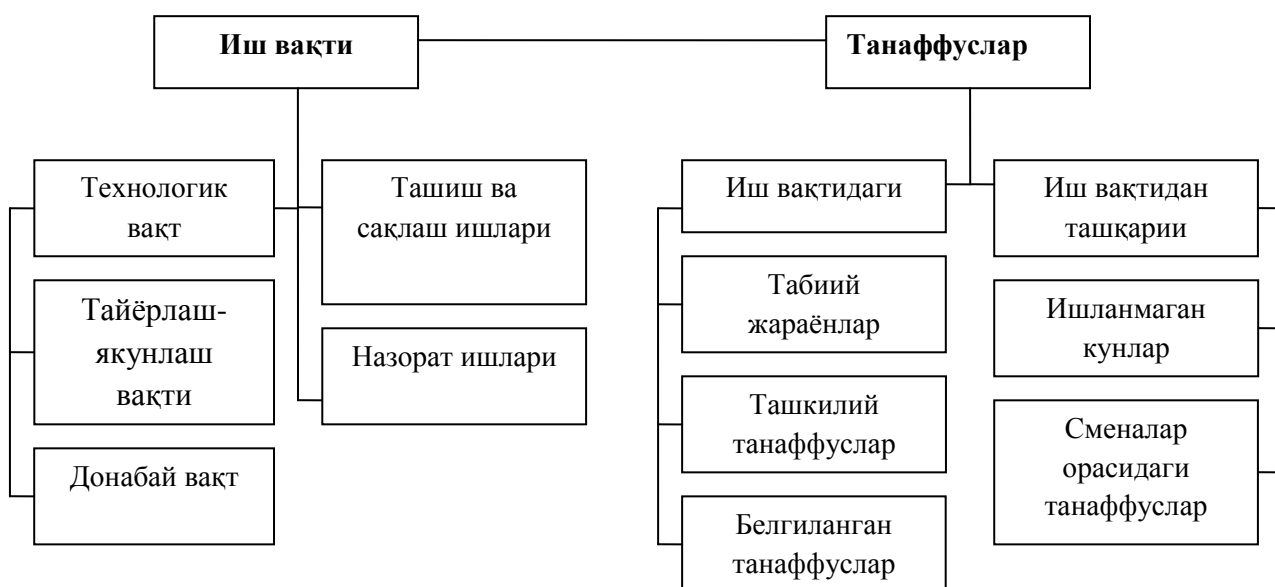 Иш вақти
Танаффуслар
Технологик
вақт
Тайёрлаш-
якунлаш
вақти
Донабай вақт
Ташиш ва
сақлаш ишлари
Назорат ишлари
Иш вақтидаги
Табиий
жараёнлар
Ташкилий
танаффуслар
Белгиланган
танаффуслар
Иш вақтидан
ташқарии
Ишланмаган
кунлар
Сменалар
орасидаги
танаффуслар